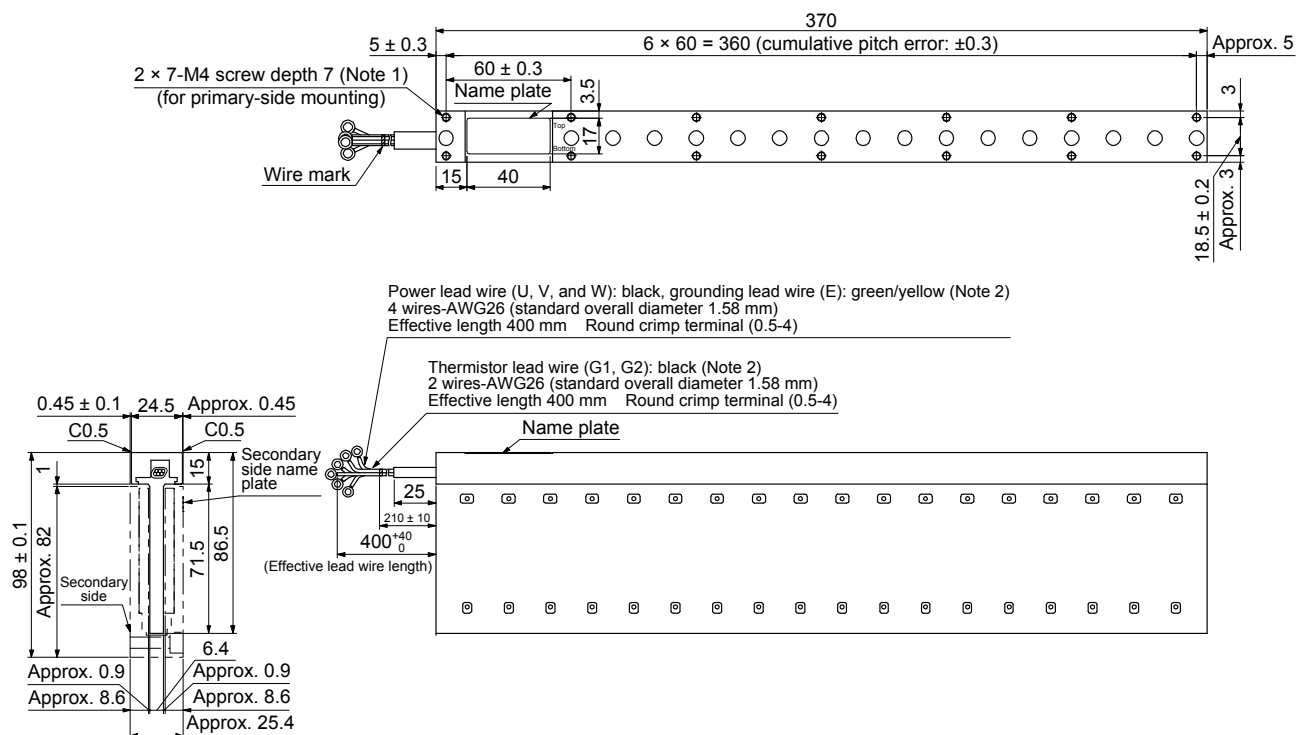 370
5 ± 0.3
6 × 60 = 360 (cumulative pitch error: ±0.3)
Approx. 5
2 × 7-M4 screw depth 7 (Note 1)
(for primary-side mounting)
60 ± 0.3
Name plate
3.5
3
Top
17
Bottom
Wire mark
15
40
18.5 ± 0.2
Approx. 3
Power lead wire (U, V, and W): black, grounding lead wire (E): green/yellow (Note 2)
4 wires-AWG26 (standard overall diameter 1.58 mm)
Effective length 400 mm Round crimp terminal (0.5-4)
Thermistor lead wire (G1, G2): black (Note 2)
2 wires-AWG26 (standard overall diameter 1.58 mm)
Effective length 400 mm Round crimp terminal (0.5-4)
0.45 ± 0.1
24.5
Approx. 0.45
C0.5
C0.5
Name plate
1
15
Secondary
side name
plate
25
210 ± 10
400 +40 0
(Effective lead wire length)
98 ± 0.1
Approx. 82
71.5
86.5
Secondary
side
6.4
Approx. 0.9
Approx. 0.9
Approx. 8.6
Approx. 8.6
Approx. 25.4